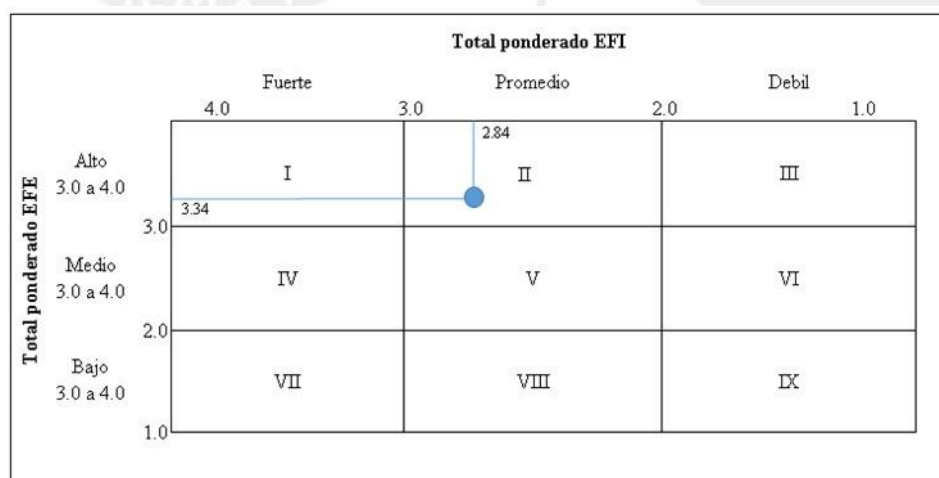 Total ponderado EFI
Fuerte Promedio Debil
4.0 3.0 2.0 1.0
2.84
Total ponderado EFE
Alto
3.0 a 4.0
I II III
3.34
3.0
Medio
3.0 a 4.0
IV V VI
2.0
Bajo
3.0 a 4.0
VII VIII IX
1.0